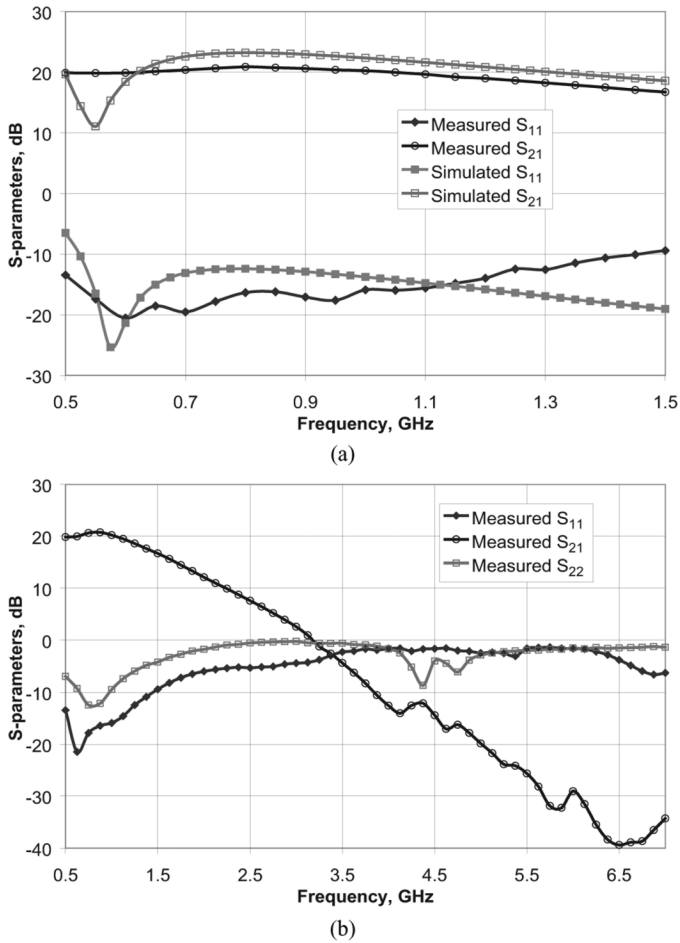 30
20
10
0
-10
-20
-30
S-parameters, dB
Measured S11
Measured S21
Simulated S11
Simulated S21
0.5 0.7 0.9 1.1 1.3 1.5
Frequency, GHz
(a)
30
20
10
0
-10
-20
-30
-40
S-parameters, dB
Measured S11
Measured S21
Measured S22
0.5 1.5 2.5 3.5 4.5 5.5 6.5
Frequency, GHz
(b)